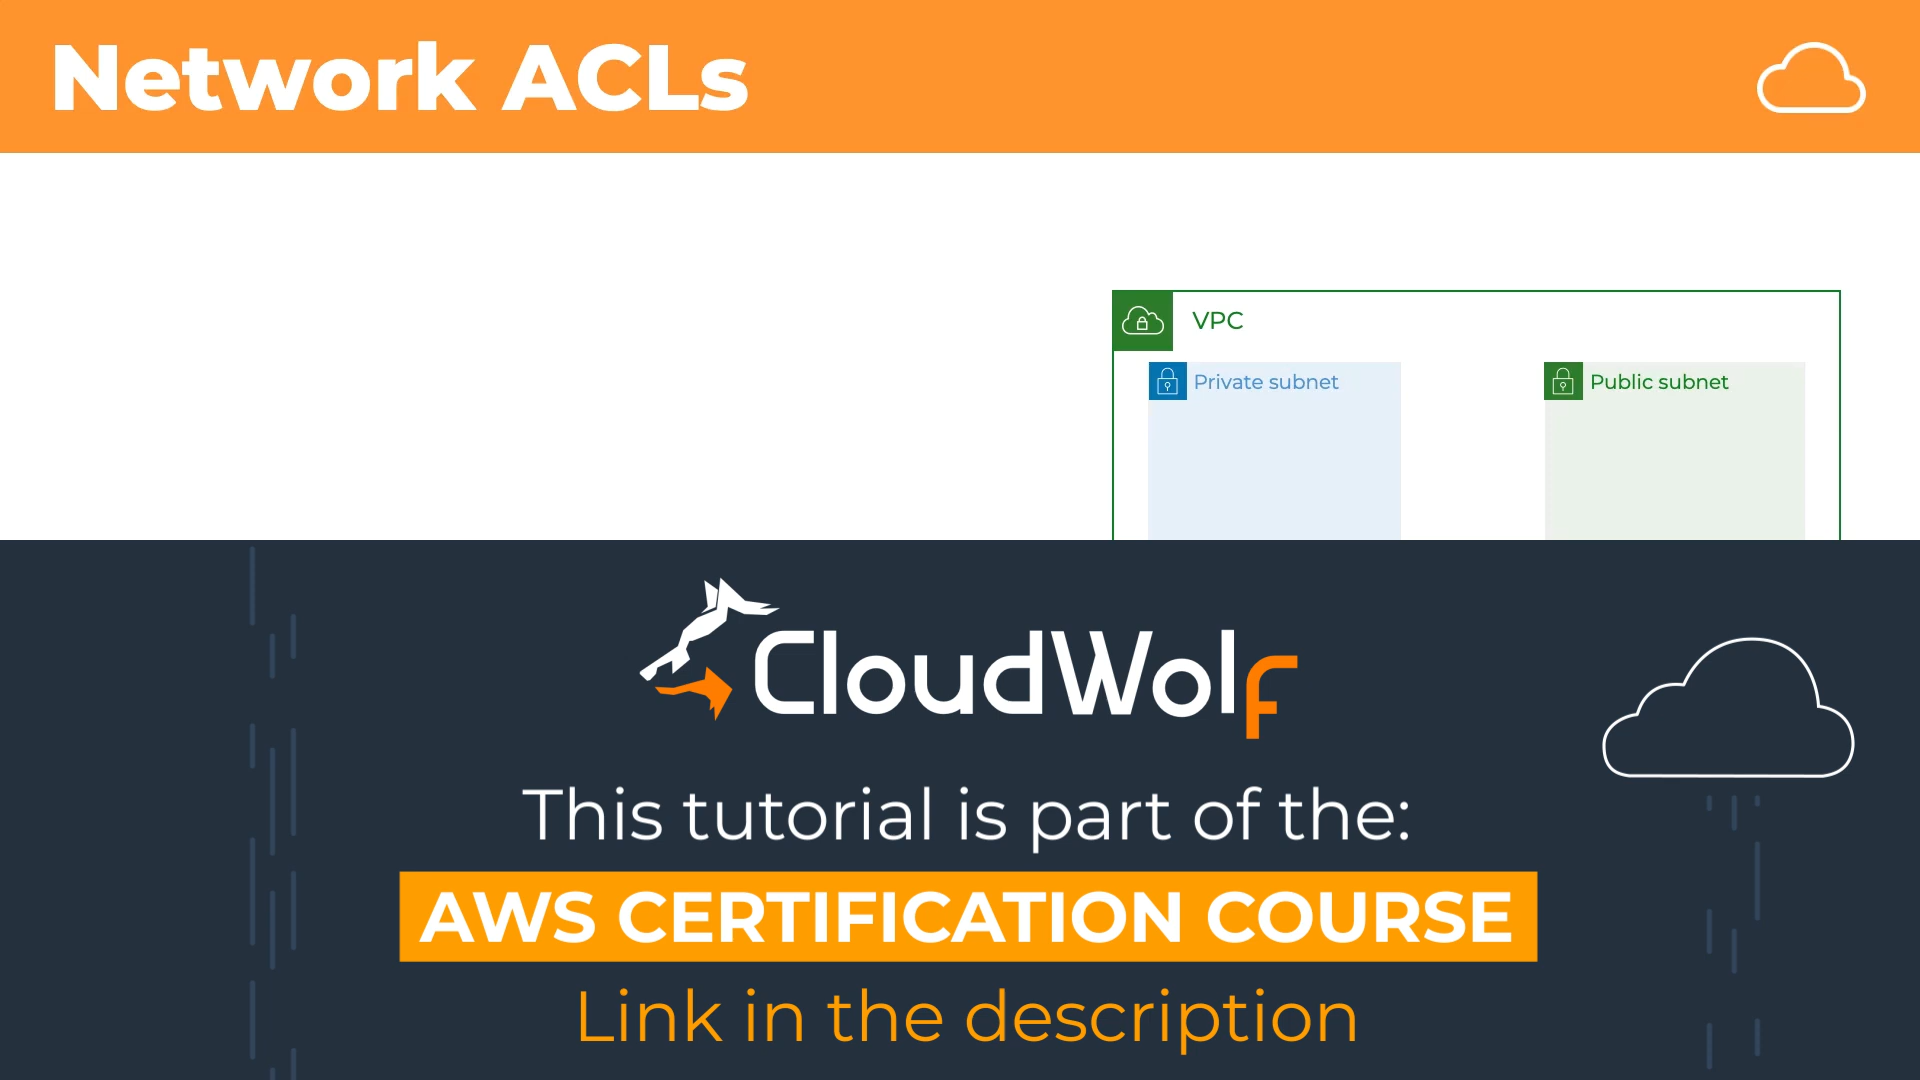 Network ACLs
VPC
Private subnet
Public subnet
CloudWolf
This tutorial is part of the:
AWS CERTIFICATION COURSE
Link in the description